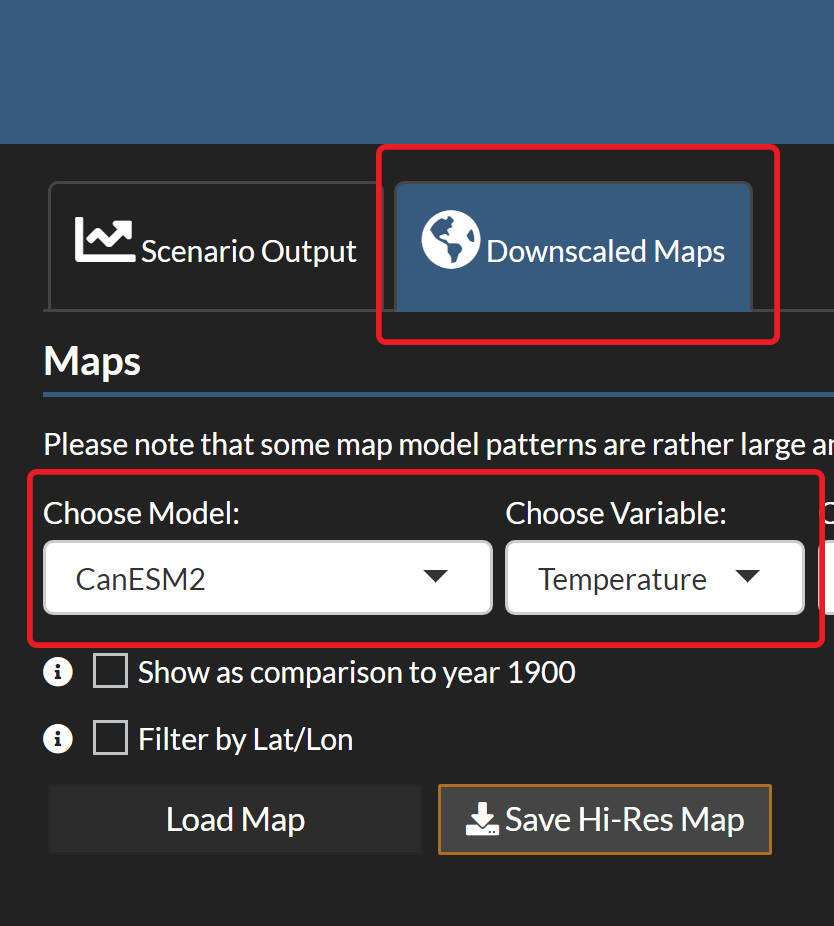 Scenario Output
Downscaled Maps
Maps
Please note that some map model patterns are rather large
Choose Model:
Choose Variable:
CanESM2
Temperature
Show as comparison to year 1900
Filter by Lat/Lon
Load Map
Save Hi-Res Map